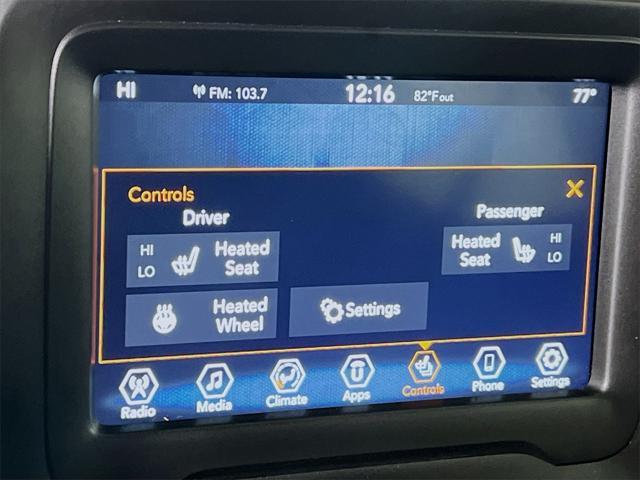 HI FM: 103.7 12:16 82°F out 77°
Controls
Driver Passenger
HI LO Heated Seat
Heated Seat HI LO
Heated Wheel
Settings
Radio Media Climate Apps Controls Phone Settings